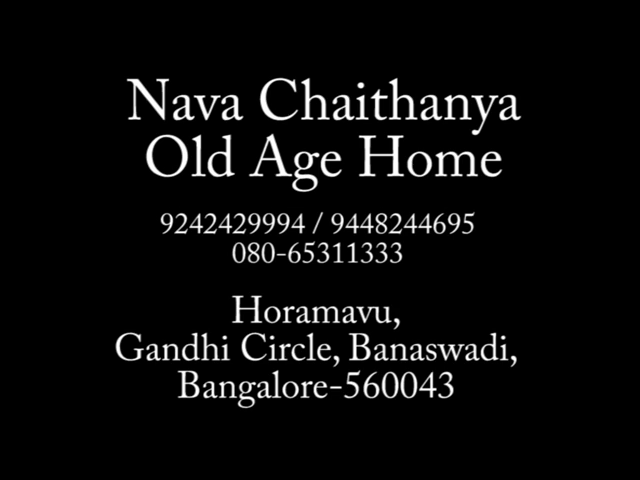 Nava Chaithanya
Old Age Home
9242429994 / 9448244695
080-65311333
Horamavu,
Gandhi Circle, Banaswadi,
Bangalore-560043